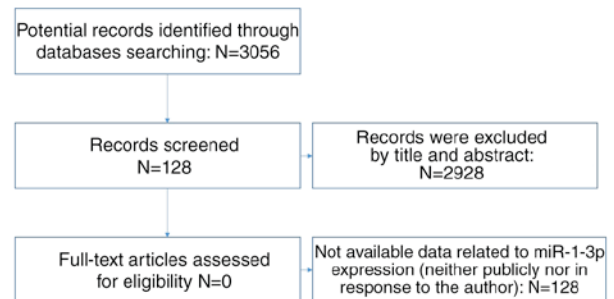 Potential records identified through
databases searching: N=3056
Records screened
N=128
Records were excluded
by title and abstract:
N=2928
Full-text articles assessed
for eligibility N=0
Not available data related to miR-1-3p
expression (neither publicly nor in
response to the author): N=128